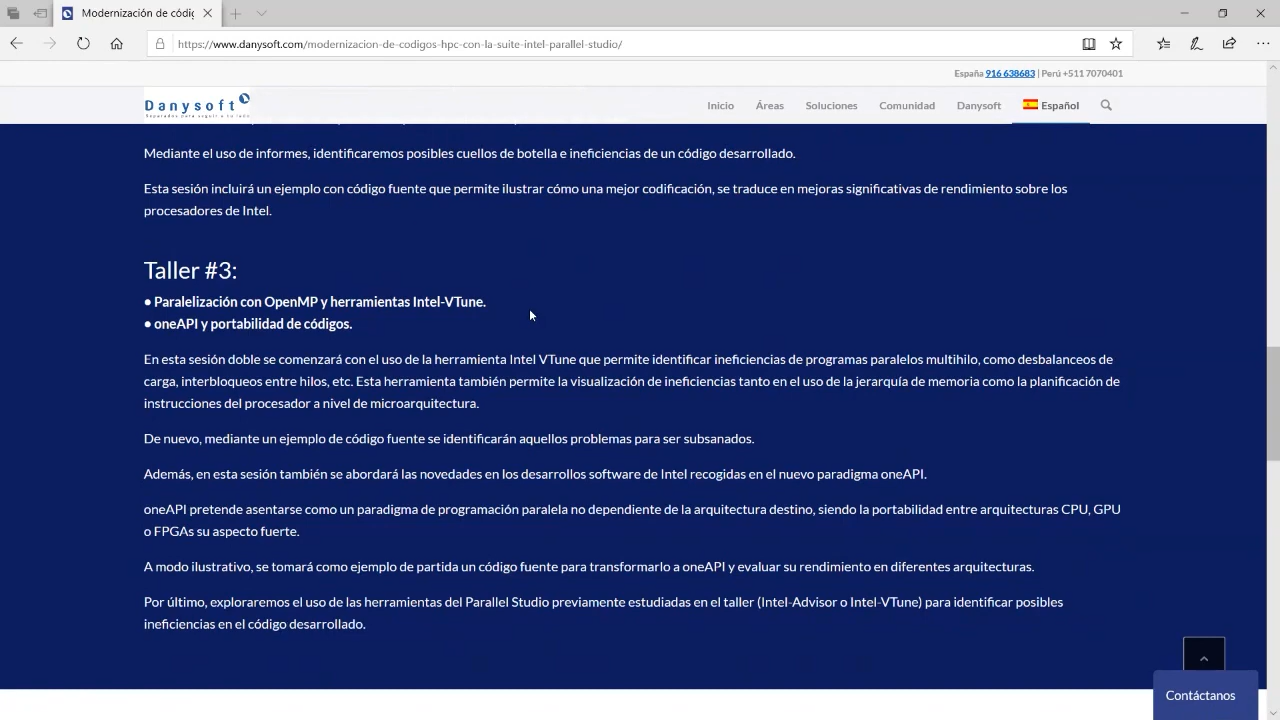 Modernización de códig
https://www.danysoft.com/modernizacion-de-codigos-hpc-con-la-suite-intel-parallel-studio/
España 916 638683 | Perú +511 7070401
Danysoft
Inicio
Áreas
Soluciones
Comunidad
Danysoft
Español
Mediante el uso de informes, identificaremos posibles cuellos de botella e ineficiencias de un código desarrollado.
Esta sesión incluirá un ejemplo con código fuente que permite ilustrar cómo una mejor codificación, se traduce en mejoras significativas de rendimiento sobre los
procesadores de Intel.
Taller #3:
• Paralelización con OpenMP y herramientas Intel-VTune.
• oneAPI y portabilidad de códigos.
En esta sesión doble se comenzará con el uso de la herramienta Intel VTune que permite identificar ineficiencias de programas paralelos multihilo, como desbalanceos de
carga, interbloqueos entre hilos, etc. Esta herramienta también permite la visualización de ineficiencias tanto en el uso de la jerarquía de memoria como la planificación de
instrucciones del procesador a nivel de microarquitectura.
De nuevo, mediante un ejemplo de código fuente se identificarán aquellos problemas para ser subsanados.
Además, en esta sesión también se abordará las novedades en los desarrollos software de Intel recogidas en el nuevo paradigma oneAPI.
oneAPI pretende asentarse como un paradigma de programación paralela no dependiente de la arquitectura destino, siendo la portabilidad entre arquitecturas CPU, GPU
o FPGAs su aspecto fuerte.
A modo ilustrativo, se tomará como ejemplo de partida un código fuente para transformarlo a oneAPI y evaluar su rendimiento en diferentes arquitecturas.
Por último, exploraremos el uso de las herramientas del Parallel Studio previamente estudiadas en el taller (Intel-Advisor o Intel-VTune) para identificar posibles
ineficiencias en el código desarrollado.
Contáctanos